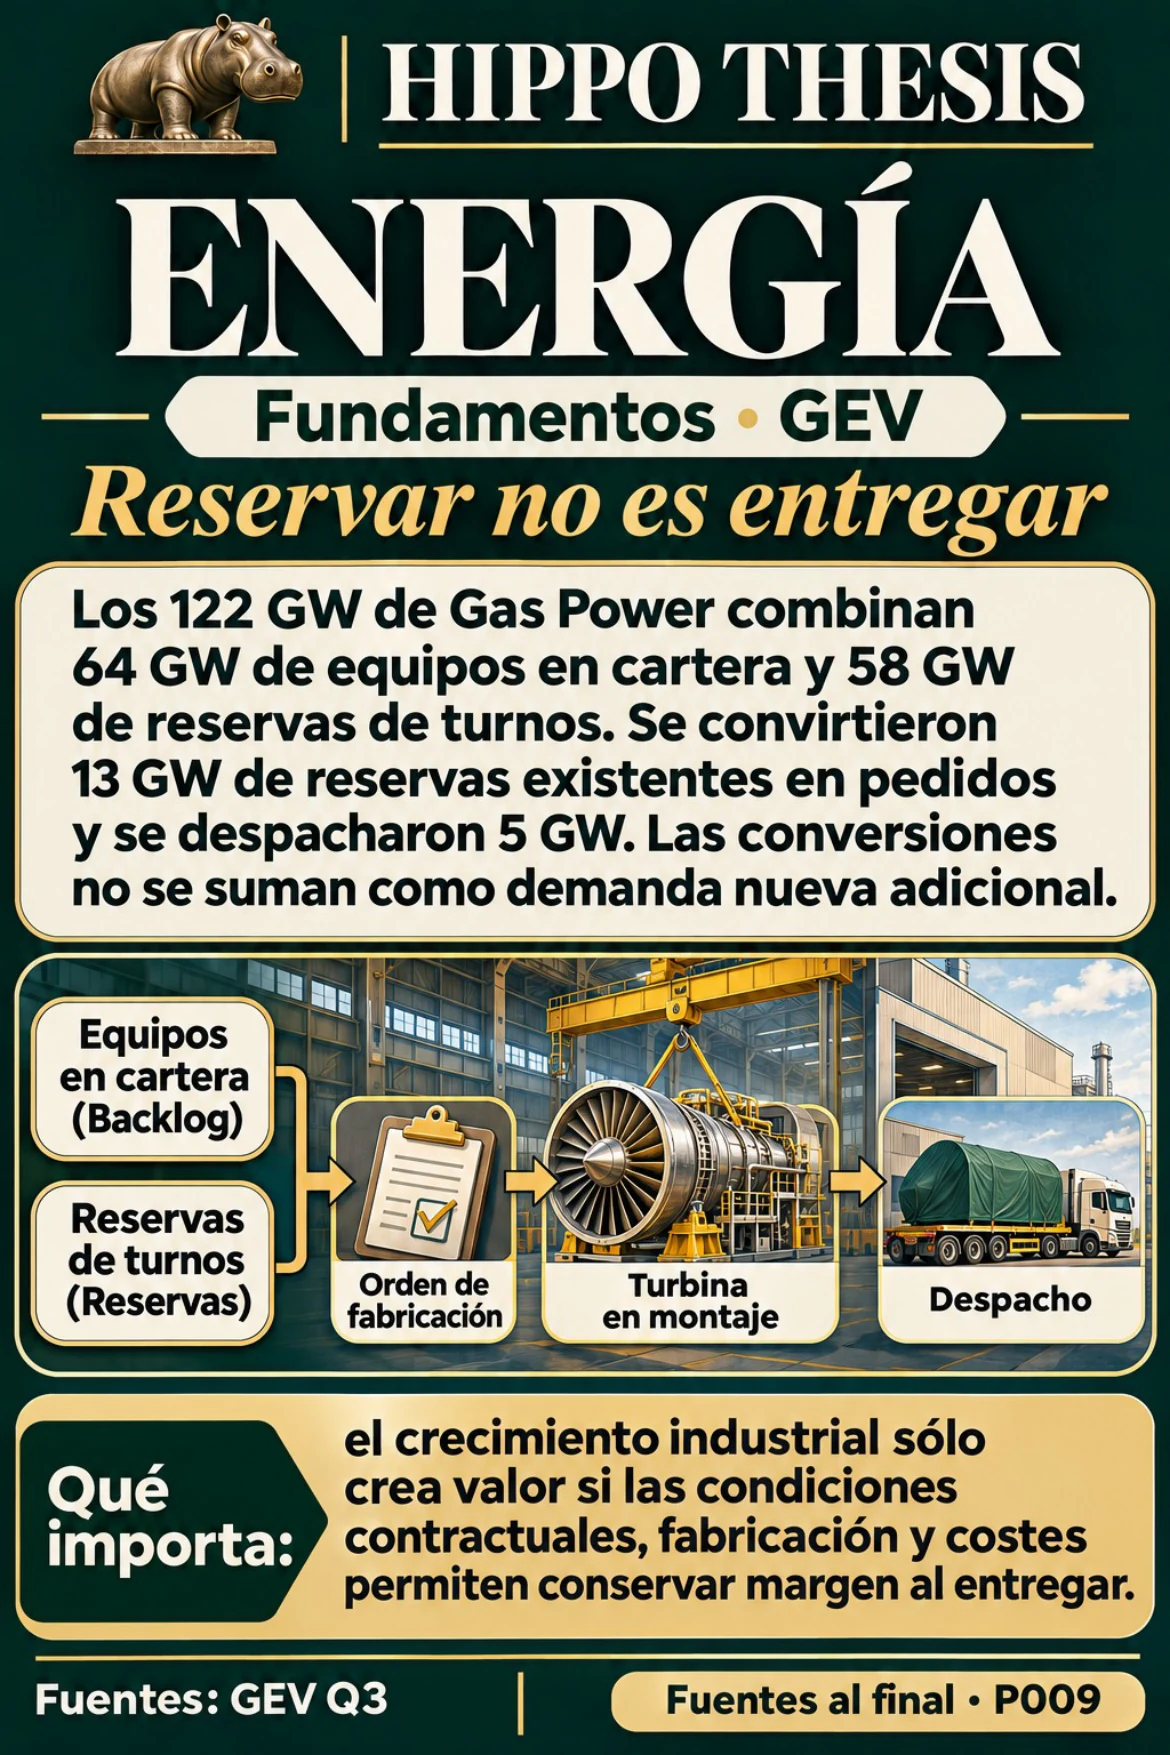 HIPPO THESIS
ENERGÍA
Fundamentos • GEV
Reservar no es entregar
Los 122 GW de Gas Power combinan
64 GW de equipos en cartera y 58 GW
de reservas de turnos. Se convirtieron
13 GW de reservas existentes en pedidos
y se despacharon 5 GW. Las conversiones
no se suman como demanda nueva adicional.
Equipos
en cartera
(Backlog)
Reservas
de turnos
(Reservas)
Orden de
fabricación
Turbina
en montaje
Despacho
Qué
importa:
el crecimiento industrial sólo
crea valor si las condiciones
contractuales, fabricación y costes
permiten conservar margen al entregar.
Fuentes: GEV Q3
Fuentes al final • P009